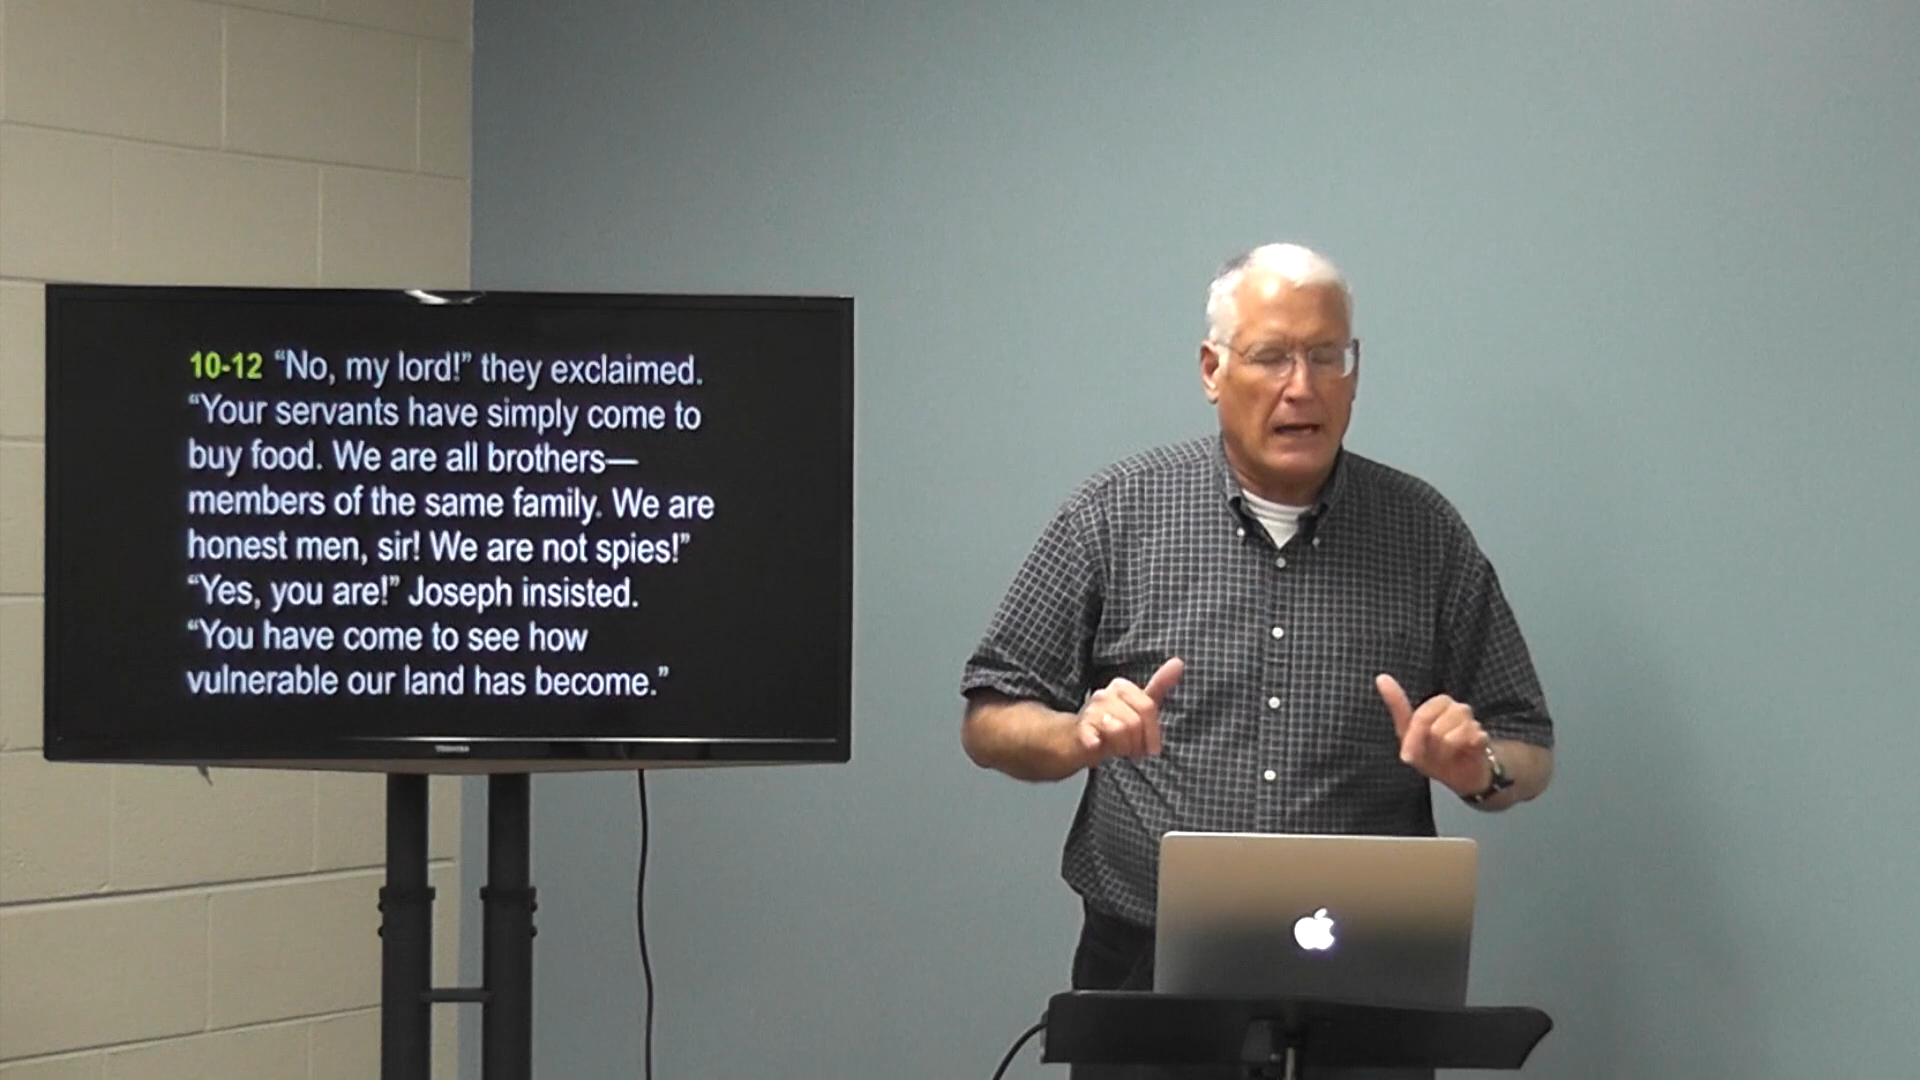 10-12 “No, my lord!” they exclaimed.
“Your servants have simply come to
buy food. We are all brothers—
members of the same family. We are
honest men, sir! We are not spies!”
“Yes, you are!” Joseph insisted.
“You have come to see how
vulnerable our land has become.”
TOSHIBA